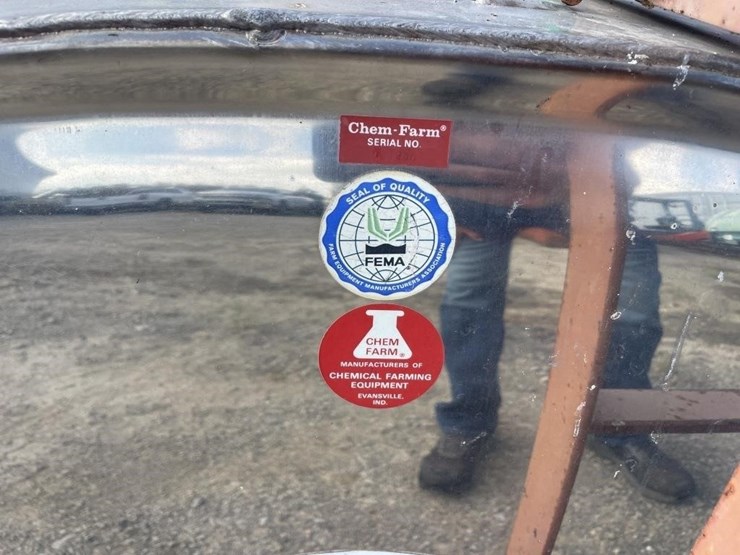 Chem-Farm®
SERIAL NO.
SEAL OF QUALITY
FEMA
FARM EQUIPMENT MANUFACTURERS ASSOCIATION
CHEM
FARM®
MANUFACTURERS OF
CHEMICAL FARMING
EQUIPMENT
EVANSVILLE,
IND.